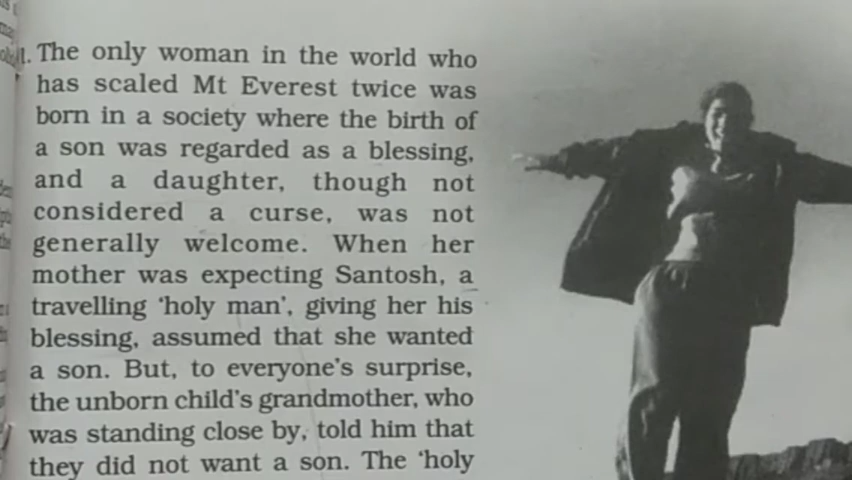 1. The only woman in the world who
has scaled Mt Everest twice was
born in a society where the birth of
a son was regarded as a blessing,
and a daughter, though not
considered a curse, was not
generally welcome. When her
mother was expecting Santosh, a
travelling ‘holy man’, giving her his
blessing, assumed that she wanted
a son. But, to everyone’s surprise,
the unborn child’s grandmother, who
was standing close by, told him that
they did not want a son. The ‘holy